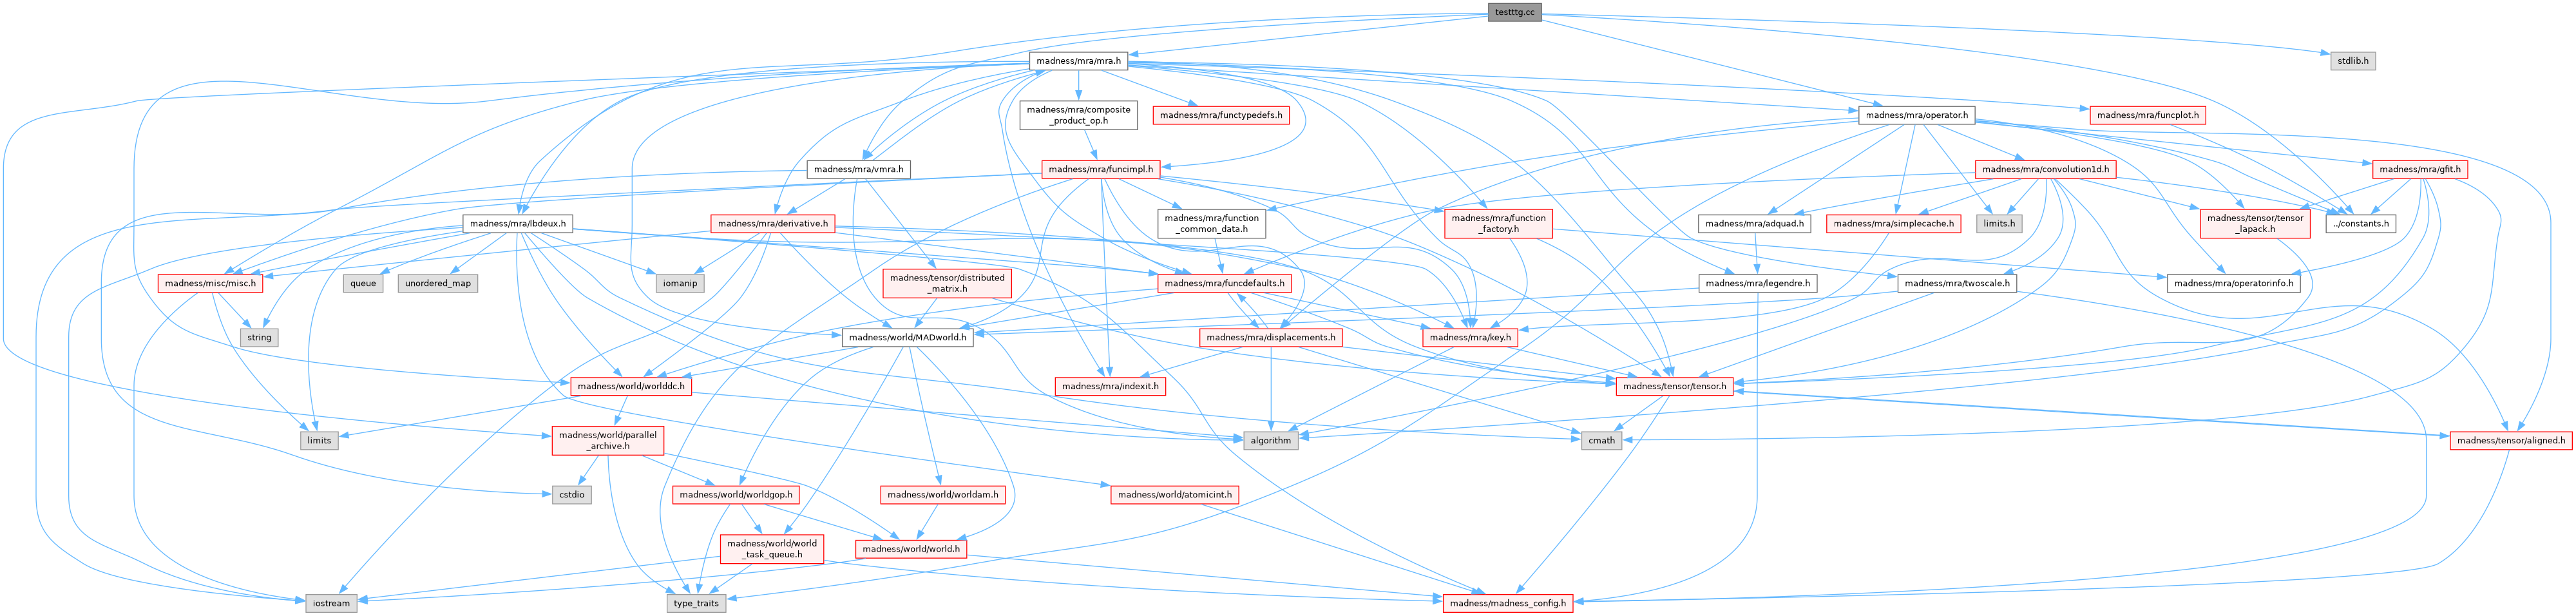 testttg.cc
madness/mra/mra.h
stdlib.h
madness/mra/composite
_product_op.h
madness/mra/functypedefs.h
madness/mra/operator.h
madness/mra/funcplot.h
madness/mra/vmra.h
madness/mra/funcimpl.h
madness/mra/convolution1d.h
madness/mra/gfit.h
madness/mra/lbdeux.h
madness/mra/derivative.h
madness/mra/function
_common_data.h
madness/mra/function
_factory.h
madness/mra/adquad.h
madness/mra/simplecache.h
limits.h
madness/tensor/tensor
_lapack.h
../constants.h
madness/misc/misc.h
queue
unordered_map
iomanip
madness/tensor/distributed
_matrix.h
madness/mra/funcdefaults.h
madness/mra/legendre.h
madness/mra/twoscale.h
madness/mra/operatorinfo.h
string
madness/world/MADworld.h
madness/mra/displacements.h
madness/mra/key.h
madness/world/worlddc.h
madness/mra/indexit.h
madness/tensor/tensor.h
limits
madness/world/parallel
_archive.h
algorithm
cmath
madness/tensor/aligned.h
cstdio
madness/world/worldgop.h
madness/world/worldam.h
madness/world/atomicint.h
madness/world/world
_task_queue.h
madness/world/world.h
iostream
type_traits
madness/madness_config.h